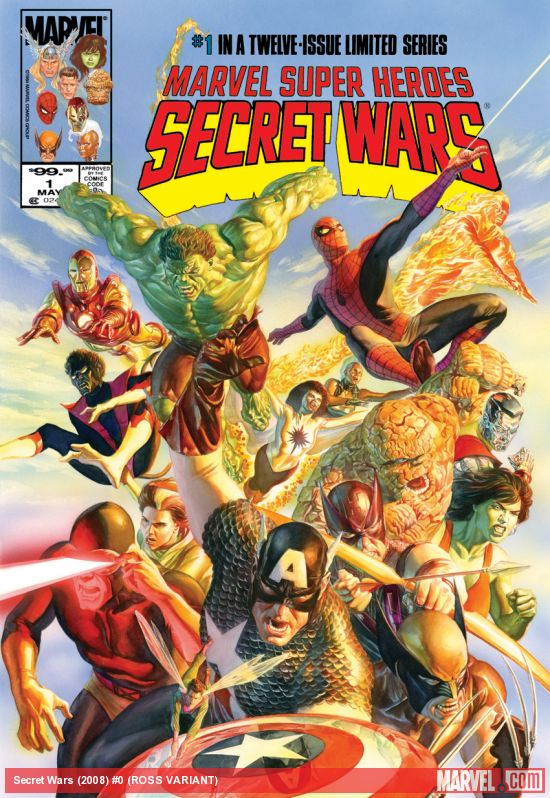 MARVEL
#1 IN A TWELVE-ISSUE LIMITED SERIES
MARVEL SUPER HEROES
SECRET WARS®
$99.99
1
MAY
APPROVED
BY THE
COMICS
CODE
A
Secret Wars (2008) #0 (ROSS VARIANT)
MARVEL.com